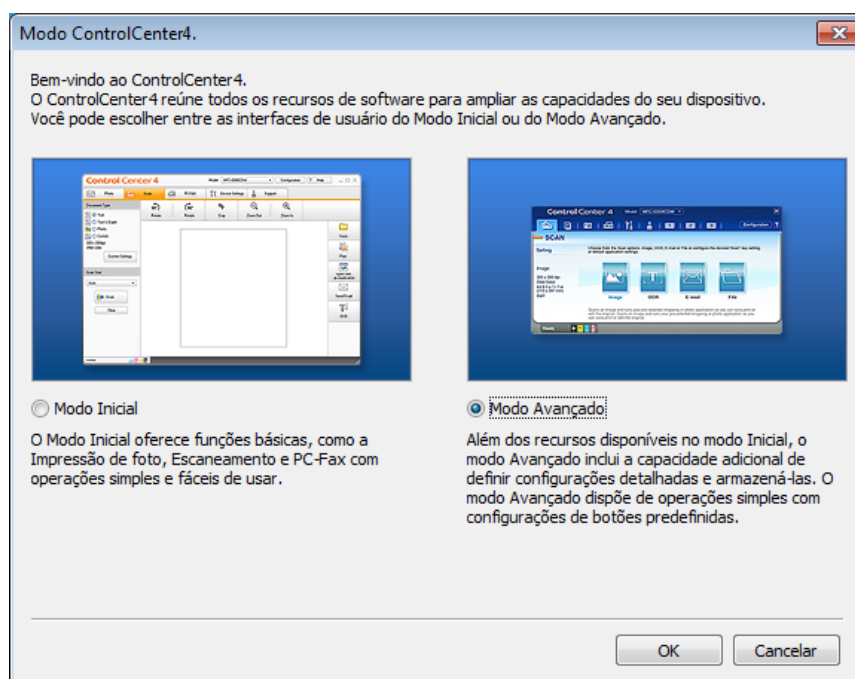 Modo ControlCenter4.
Bem-vindo ao ControlCenter4.
O ControlCenter4 reúne todos os recursos de software para ampliar as capacidades do seu dispositivo.
Você pode escolher entre as interfaces de usuário do Modo Inicial ou do Modo Avançado.
Control Center 4
Control Center 4
SCAN
Image
OCR
E-mail
File
Modo Inicial
O Modo Inicial oferece funções básicas, como a
Impressão de foto, Escaneamento e PC-Fax com
operações simples e fáceis de usar.
Modo Avançado
Além dos recursos disponíveis no modo Inicial, o
modo Avançado inclui a capacidade adicional de
definir configurações detalhadas e armazená-las. O
modo Avançado dispõe de operações simples com
configurações de botões predefinidas.
OK
Cancelar